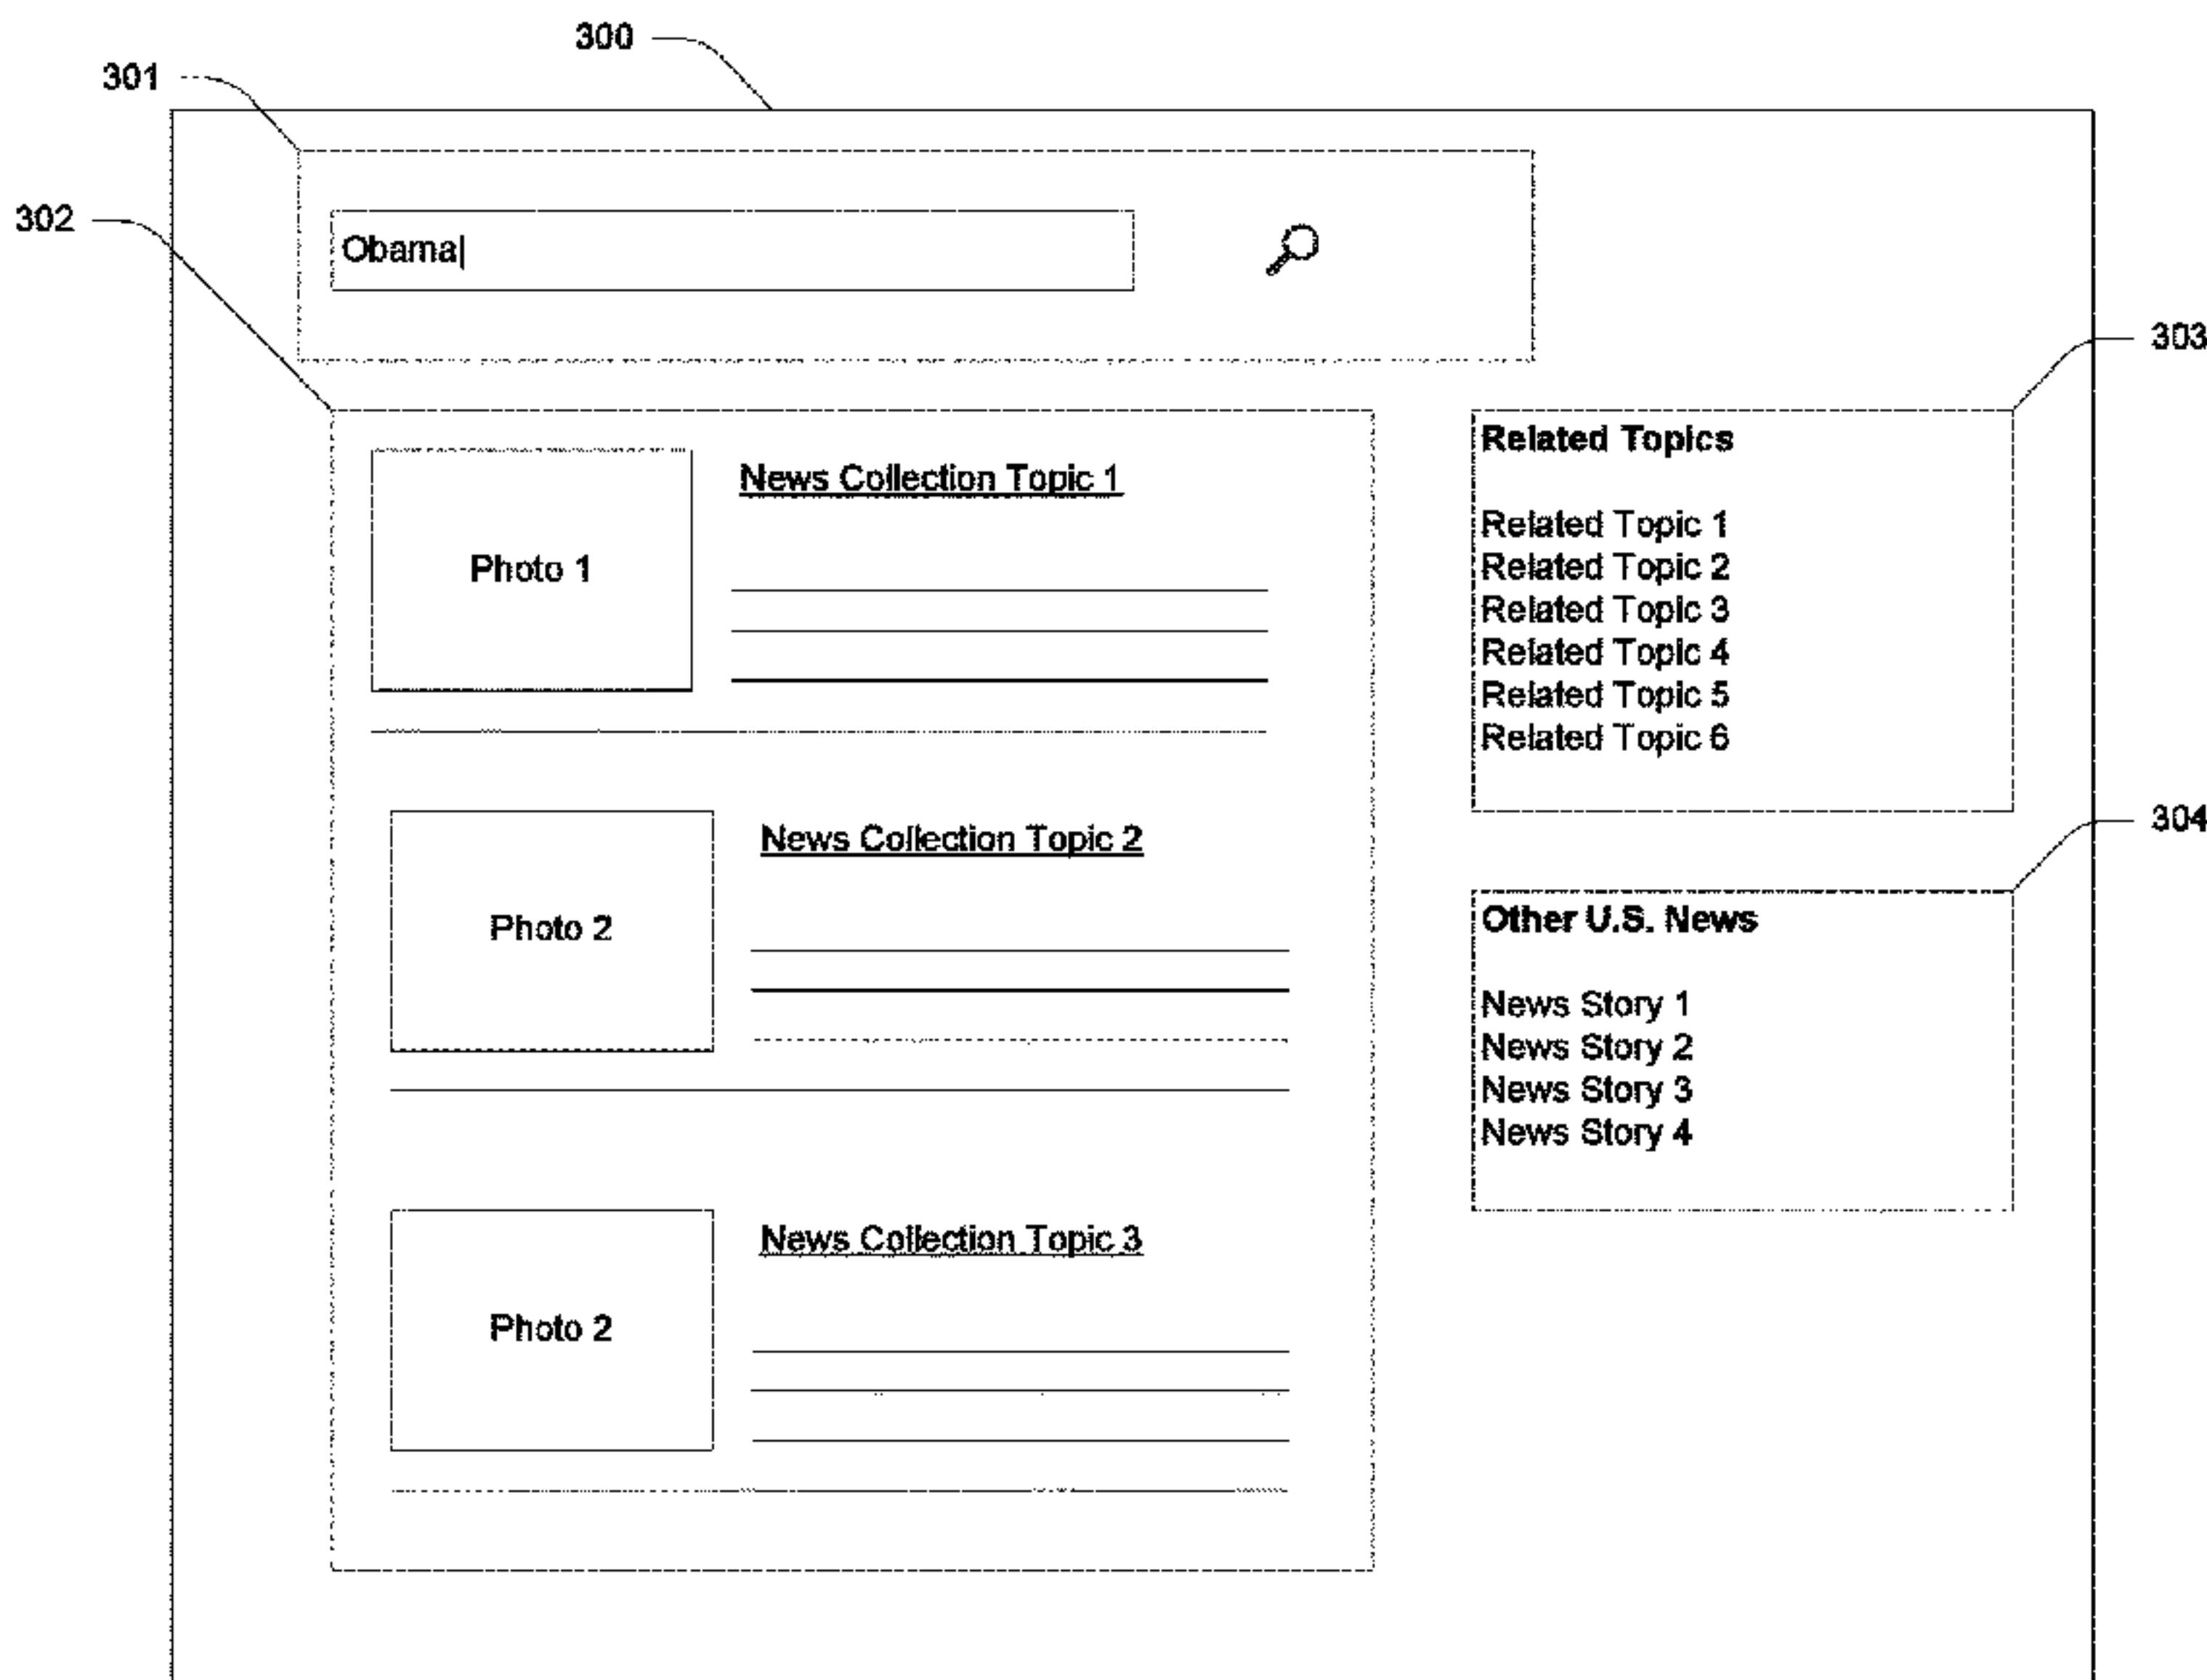 300
301
302
Obama
303
Related Topics
News Collection Topic 1
Photo 1
Related Topic 1
Related Topic 2
Related Topic 3
Related Topic 4
Related Topic 5
Related Topic 6
304
News Collection Topic 2
Photo 2
Other U.S. News
News Story 1
News Story 2
News Story 3
News Story 4
News Collection Topic 3
Photo 2